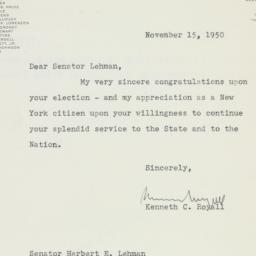 November 15, 1950
Dear Senator Lehman,
My very sincere congratulations upon
your election - and my appreciation as a New
York citizen upon your willingness to continue
your splendid service to the State and to the
Nation.
Sincerely,
Kenneth C. Royall
Senator Herbert E. Lehman